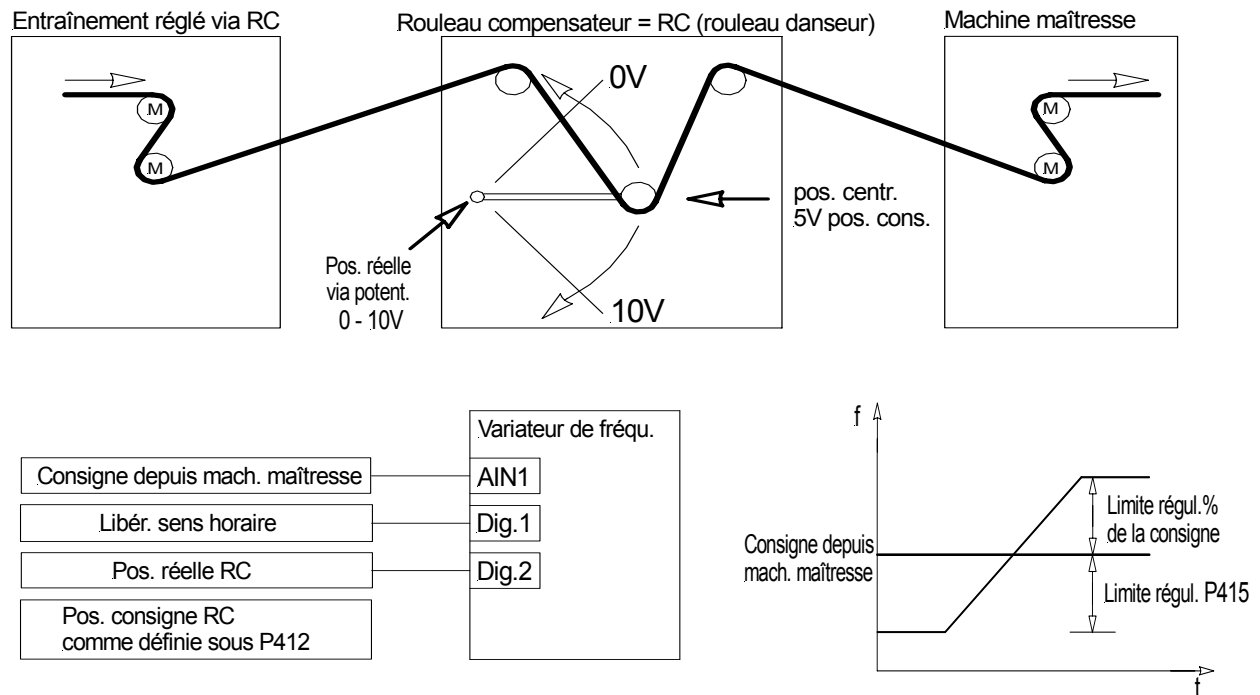 Entraînement réglé via RC
Rouleau compensateur = RC (rouleau danseur)
Machine maîtresse
0V
M
M
M
M
pos. centr.
5V pos. cons.
Pos. réelle
via potent.
0 - 10V
10V
Variateur de fréqu.
Consigne depuis mach. maîtresse
AIN1
Libér. sens horaire
Dig.1
Pos. réelle RC
Dig.2
Pos. consigne RC
comme définie sous P412
f
Limite régul.%
de la consigne
Consigne depuis
mach. maîtresse
Limite régul. P415
t